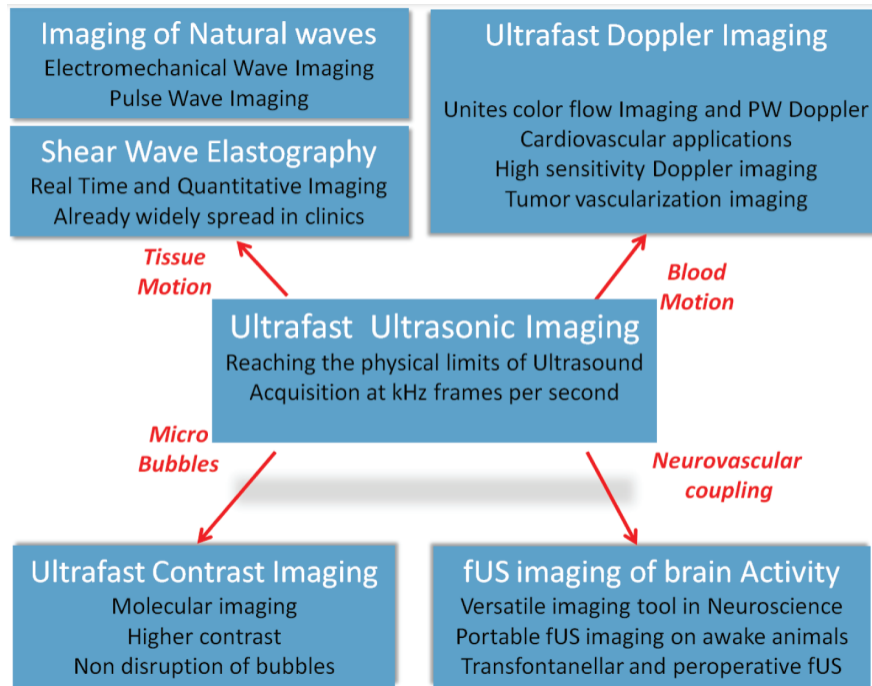 Imaging of Natural waves
Electromechanical Wave Imaging
Pulse Wave Imaging
Shear Wave Elastography
Real Time and Quantitative Imaging
Already widely spread in clinics
Ultrafast Doppler Imaging
Unites color flow Imaging and PW Doppler
Cardiovascular applications
High sensitivity Doppler imaging
Tumor vascularization imaging
Tissue
Motion
Blood
Motion
Ultrafast Ultrasonic Imaging
Reaching the physical limits of Ultrasound
Acquisition at kHz frames per second
Micro
Bubbles
Neurovascular
coupling
Ultrafast Contrast Imaging
Molecular imaging
Higher contrast
Non disruption of bubbles
fUS imaging of brain Activity
Versatile imaging tool in Neuroscience
Portable fUS imaging on awake animals
Transfontanellar and peroperative fUS